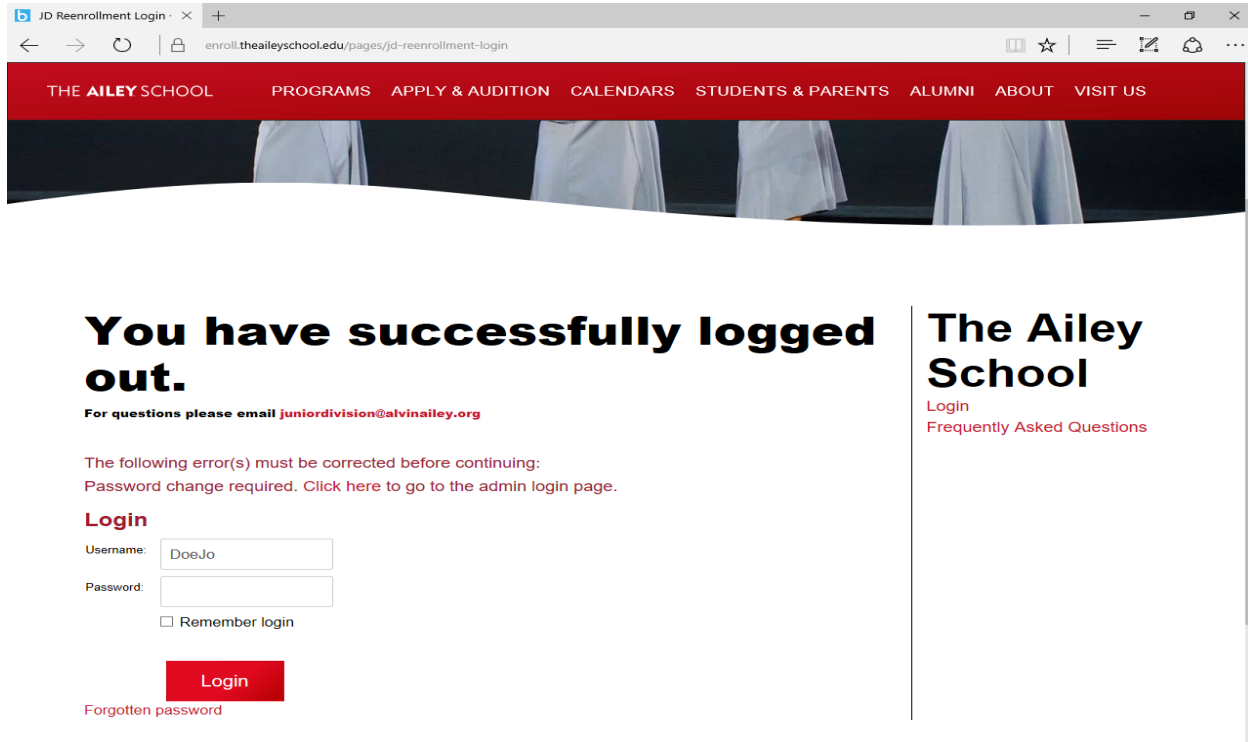 JD Reenrollment Login ·
enroll.theaileyschool.edu/pages/jd-reenrollment-login
THE AILEY SCHOOL PROGRAMS APPLY & AUDITION CALENDARS STUDENTS & PARENTS ALUMNI ABOUT VISIT US
You have successfully logged
out.
For questions please email juniordivision@alvinailey.org
The following error(s) must be corrected before continuing:
Password change required. Click here to go to the admin login page.
Login
Username: DoeJo
Password:
Remember login
Login
Forgotten password
The Ailey
School
Login
Frequently Asked Questions